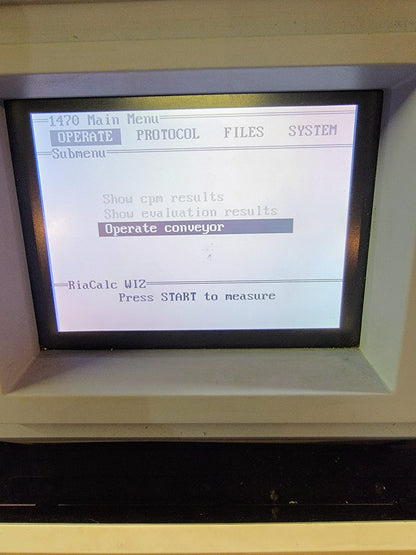 1470 Main Menu
OPERATE PROTOCOL FILES SYSTEM
Submenu
Show cpm results
Show evaluation results
Operate conveyor
RiaCalc WIZ
Press START to measure